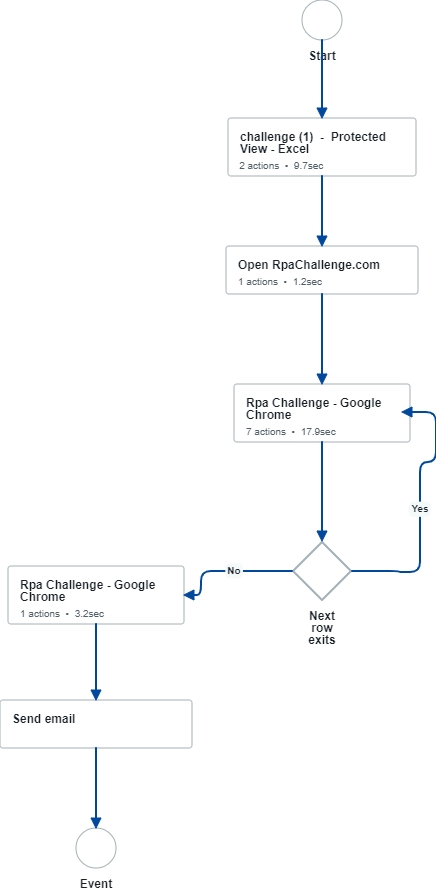 Start
challenge (1)  -  Protected
View - Excel
2 actions • 9.7sec
Open RpaChallenge.com
1 actions • 1.2sec
Rpa Challenge - Google
Chrome
7 actions • 17.9sec
Yes
No
Next
row
exits
Rpa Challenge - Google
Chrome
1 actions • 3.2sec
Send email
Event